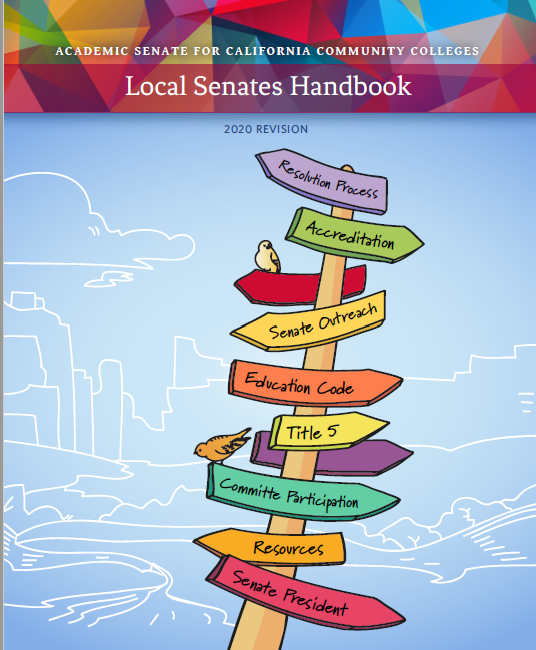 ACADEMIC SENATE FOR CALIFORNIA COMMUNITY COLLEGES
Local Senates Handbook
2020 REVISION
Resolution Process
Accreditation
Senate Outreach
Education Code
Title 5
Committe Participation
Resources
Senate President